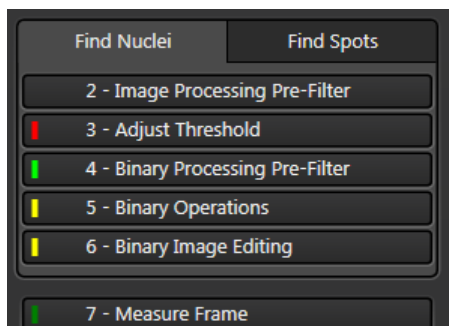 Find Nuclei
Find Spots
2 - Image Processing Pre-Filter
3 - Adjust Threshold
4 - Binary Processing Pre-Filter
5 - Binary Operations
6 - Binary Image Editing
7 - Measure Frame